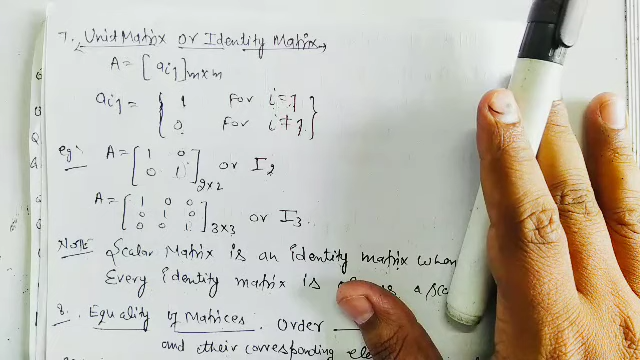 7. Unit Matrix or Identity Matrix
A = [aij]m×m
aij = { 1 for i=j
0 for i≠j }
eg: A = [1 0
0 1]2×2 or I2
A = [1 0 0
0 1 0
0 0 1]3×3 or I3.
NOTE Scalar Matrix is an identity matrix when
Every identity matrix is a
8. Equality of Matrices. Order
and their corresponding